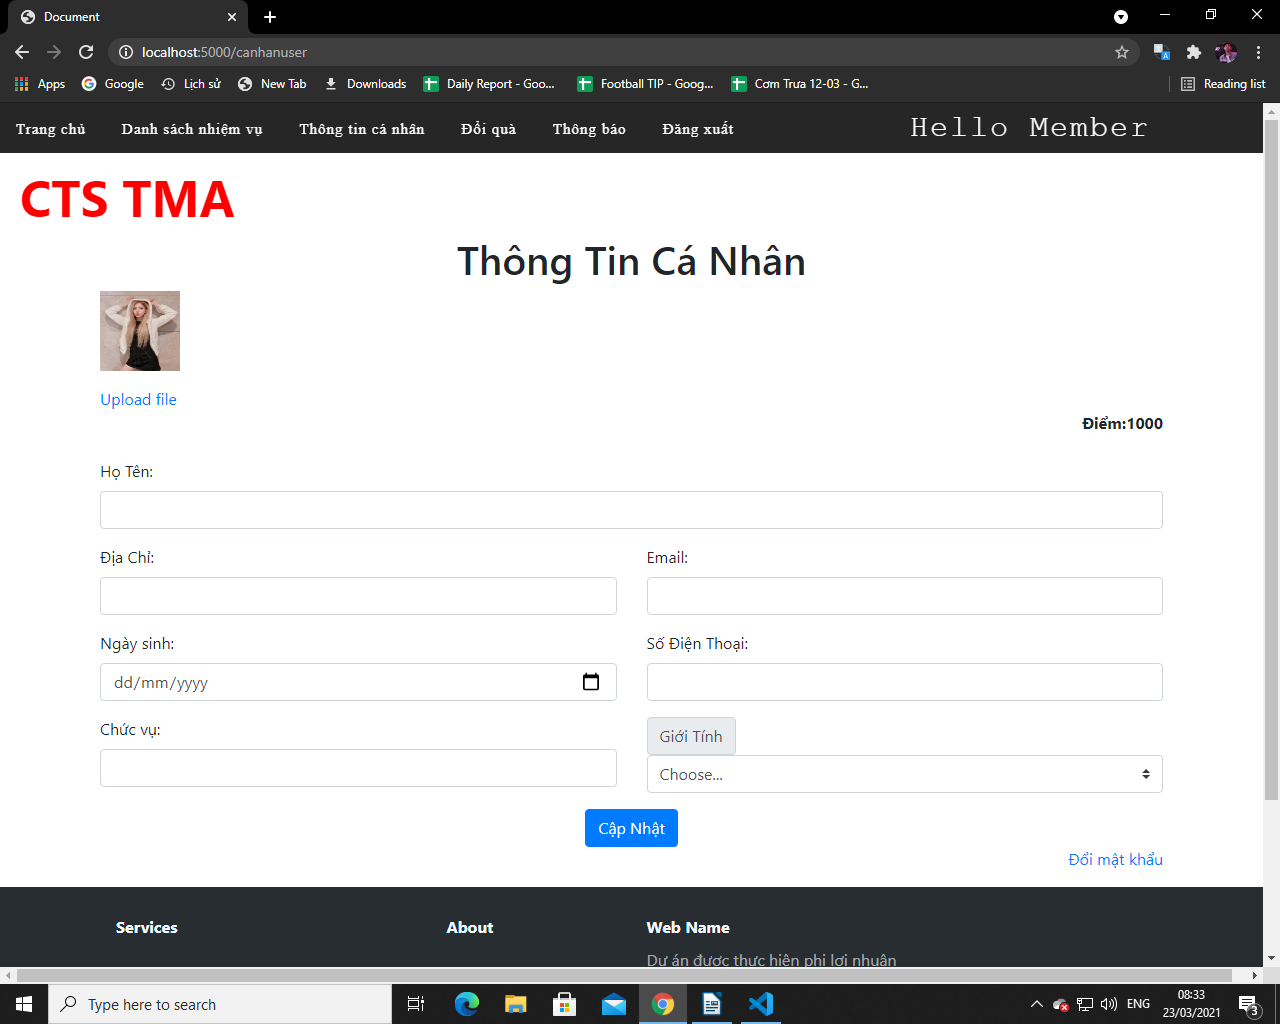 Document
localhost:5000/canhanuser
Apps Google Lịch sử New Tab Downloads Daily Report - Goo... Football TIP - Goog... Cơm Trưa 12-03 - G... Reading list
Trang chủ Danh sách nhiệm vụ Thông tin cá nhân Đổi quà Thông báo Đăng xuất Hello Member
CTS TMA
Thông Tin Cá Nhân
Upload file
Điểm:1000
Họ Tên:
Địa Chỉ: Email:
Ngày sinh: Số Điện Thoại:
dd/mm/yyyy
Chức vụ: Giới Tính
Choose...
Cập Nhật
Đổi mật khẩu
Services About Web Name
Dự án được thực hiện phi lợi nhuận
Type here to search ENG 08:33
23/03/2021
3